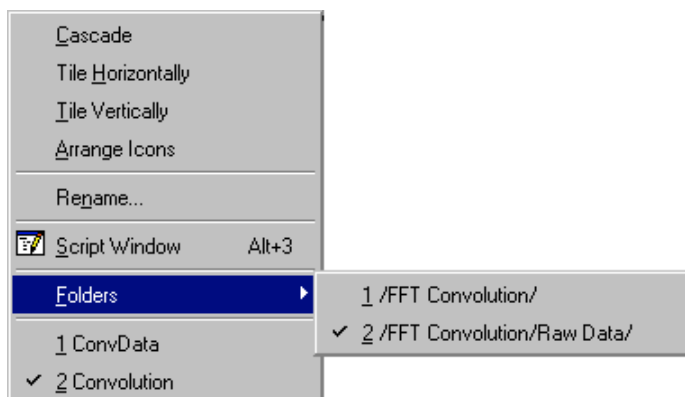 Cascade
Tile Horizontally
Tile Vertically
Arrange Icons
Rename...
Script Window Alt+3
Folders
1 /FFT Convolution/
2 /FFT Convolution/Raw Data/
1 ConvData
2 Convolution